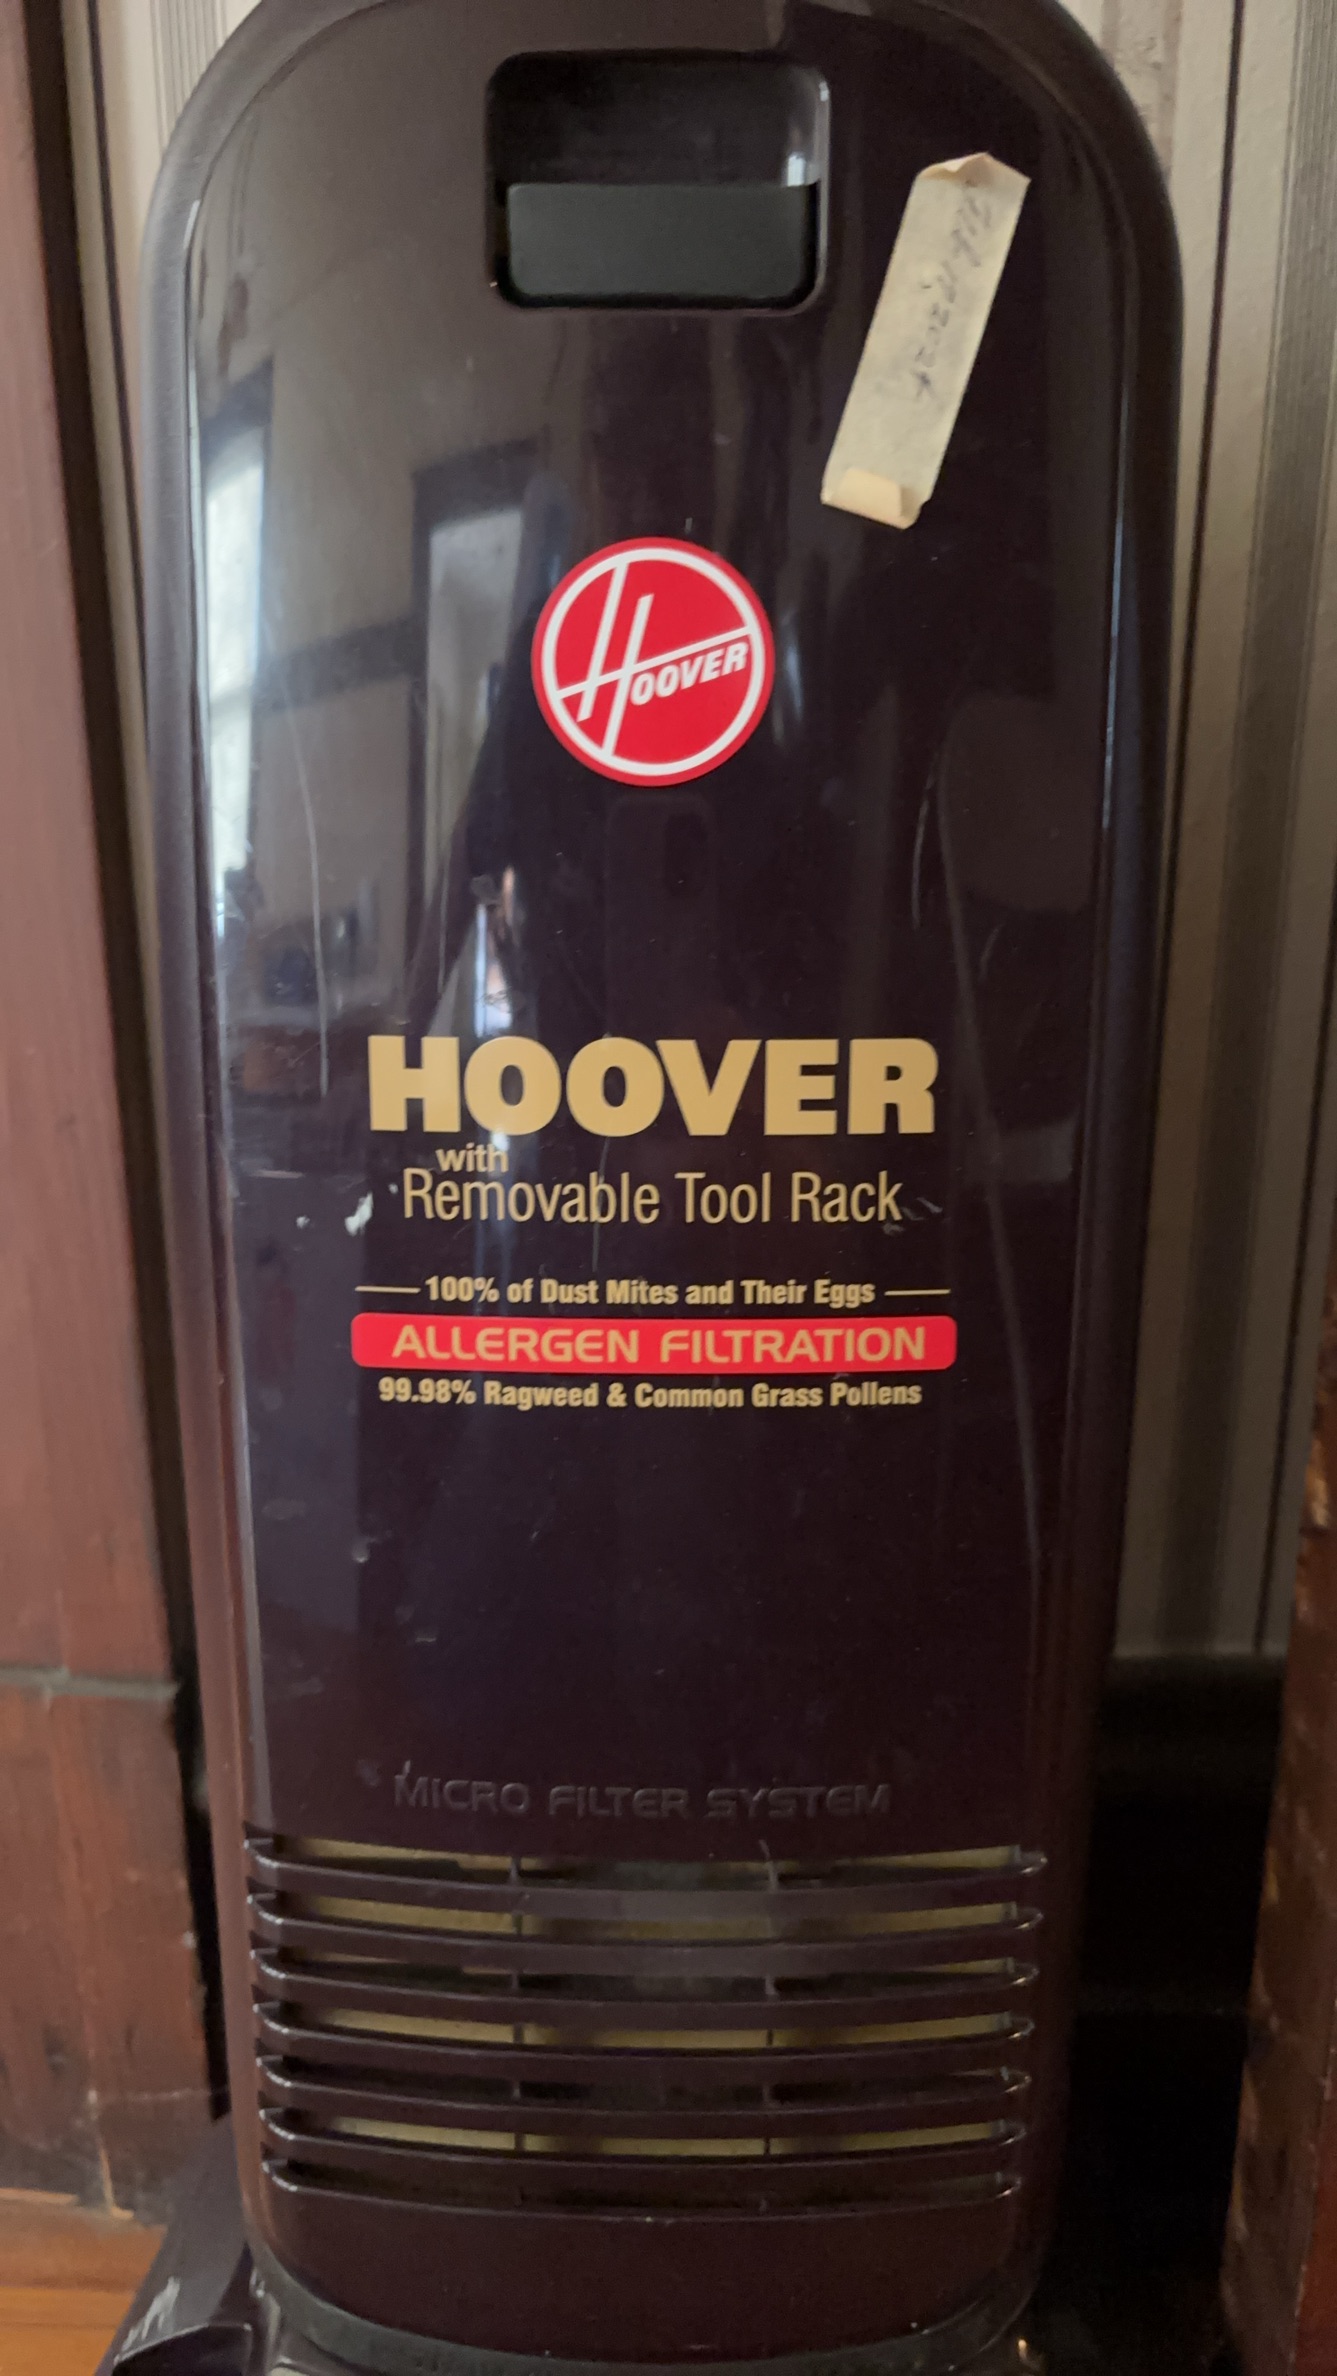 HOOVER
HOOVER
with
Removable Tool Rack
100% of Dust Mites and Their Eggs
ALLERGEN FILTRATION
99.98% Ragweed & Common Grass Pollens
MICRO FILTER SYSTEM